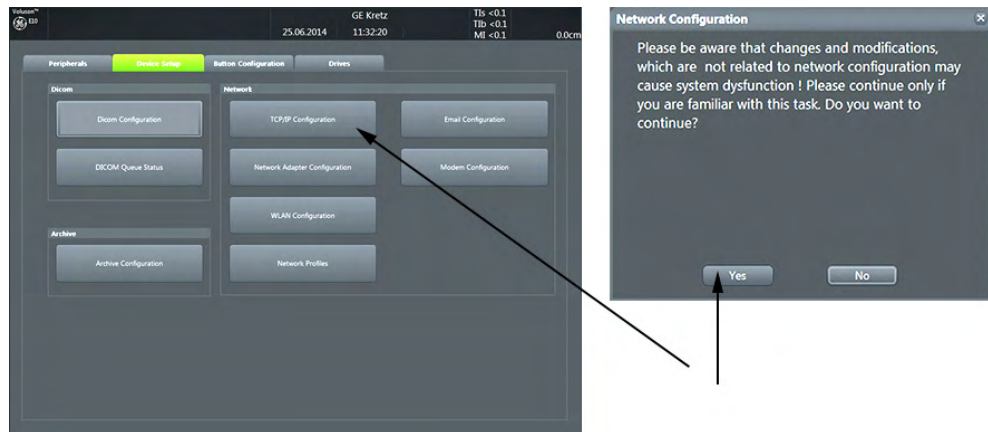 Voluson™
E10
GE Kretz
25.06.2014 11:32:20
TIs <0.1
TIb <0.1
MI <0.1
0.0cm
Peripherals Device Setup Button Configuration Drives
Dicom
Dicom Configuration
DICOM Queue Status
Archive
Archive Configuration
Network
TCP/IP Configuration
Email Configuration
Network Adapter Configuration
Modem Configuration
WLAN Configuration
Network Profiles
Network Configuration
Please be aware that changes and modifications,
which are not related to network configuration may
cause system dysfunction ! Please continue only if
you are familiar with this task. Do you want to
continue?
Yes No